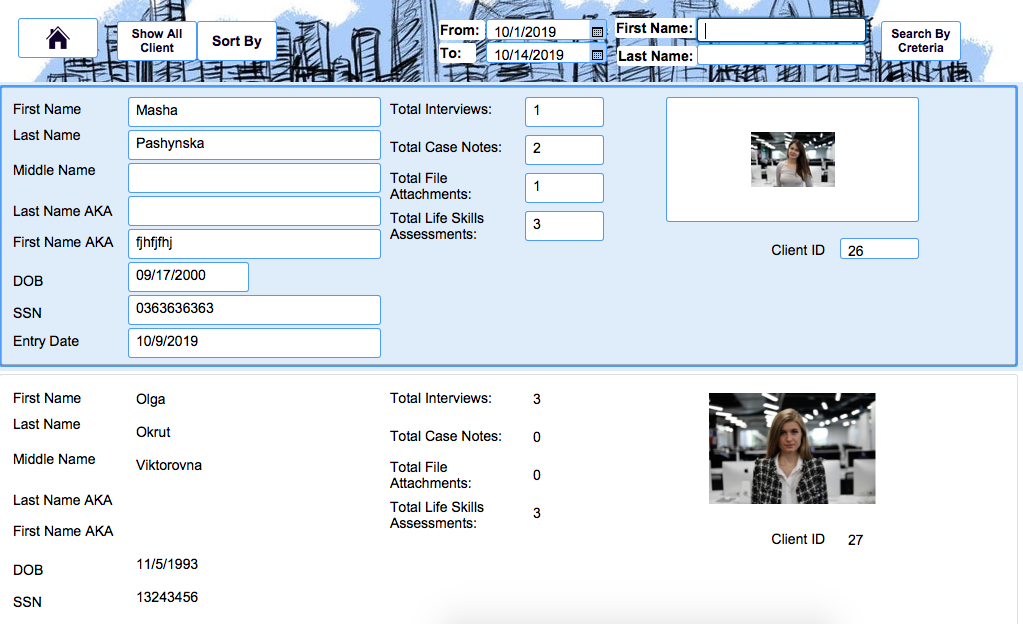 Show All
Client
Sort By
From: 10/1/2019
To: 10/14/2019
First Name:
Last Name:
Search By
Creteria
First Name Masha
Last Name Pashynska
Middle Name
Last Name AKA
First Name AKA fjhfjfhj
DOB 09/17/2000
SSN 0363636363
Entry Date 10/9/2019
Total Interviews: 1
Total Case Notes: 2
Total File
Attachments: 1
Total Life Skills
Assessments: 3
Client ID 26
First Name Olga
Last Name Okrut
Middle Name Viktorovna
Last Name AKA
First Name AKA
DOB 11/5/1993
SSN 13243456
Total Interviews: 3
Total Case Notes: 0
Total File
Attachments: 0
Total Life Skills
Assessments: 3
Client ID 27